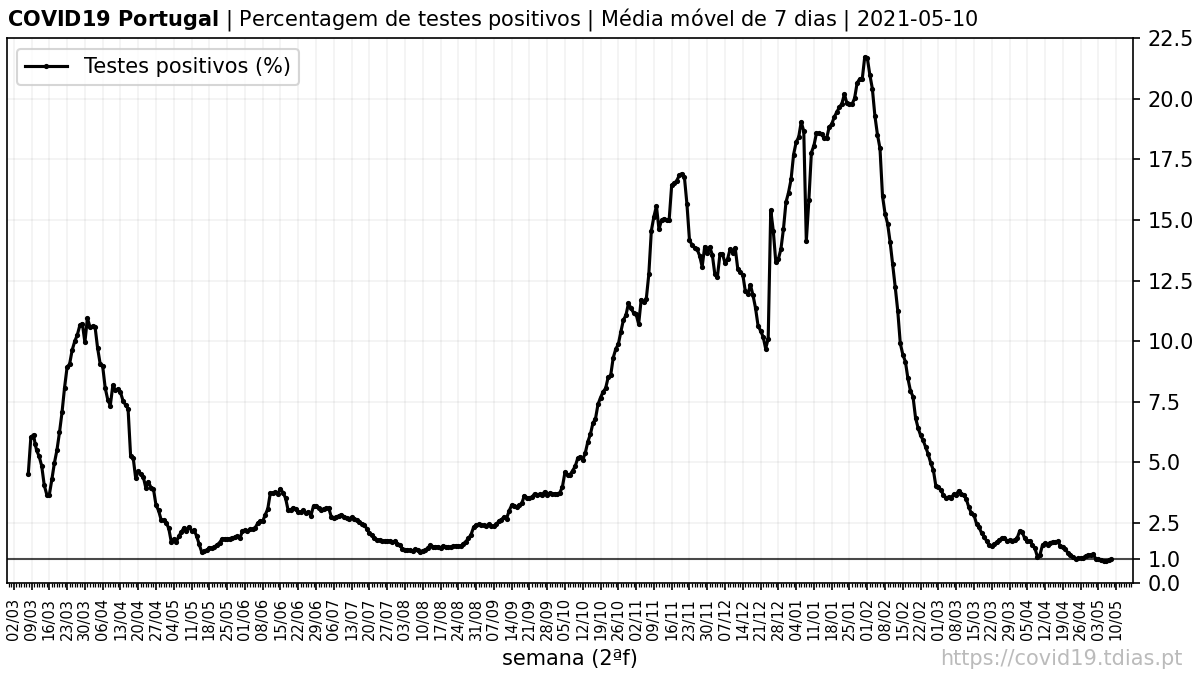 COVID19 Portugal | Percentagem de testes positivos | Média móvel de 7 dias | 2021-05-10
Testes positivos (%)
22.5
20.0
17.5
15.0
12.5
10.0
7.5
5.0
2.5
1.0
0.0
02/03 09/03 16/03 23/03 30/03 06/04 13/04 20/04 27/04 04/05 11/05 18/05 25/05 01/06 08/06 15/06 22/06 29/06 06/07 13/07 20/07 27/07 03/08 10/08 17/08 24/08 31/08 07/09 14/09 21/09 28/09 05/10 12/10 19/10 26/10 02/11 09/11 16/11 23/11 30/11 07/12 14/12 21/12 28/12 04/01 11/01 18/01 25/01 01/02 08/02 15/02 22/02 01/03 08/03 15/03 22/03 29/03 05/04 12/04 19/04 26/04 03/05 10/05
semana (2ªf)
https://covid19.tdias.pt